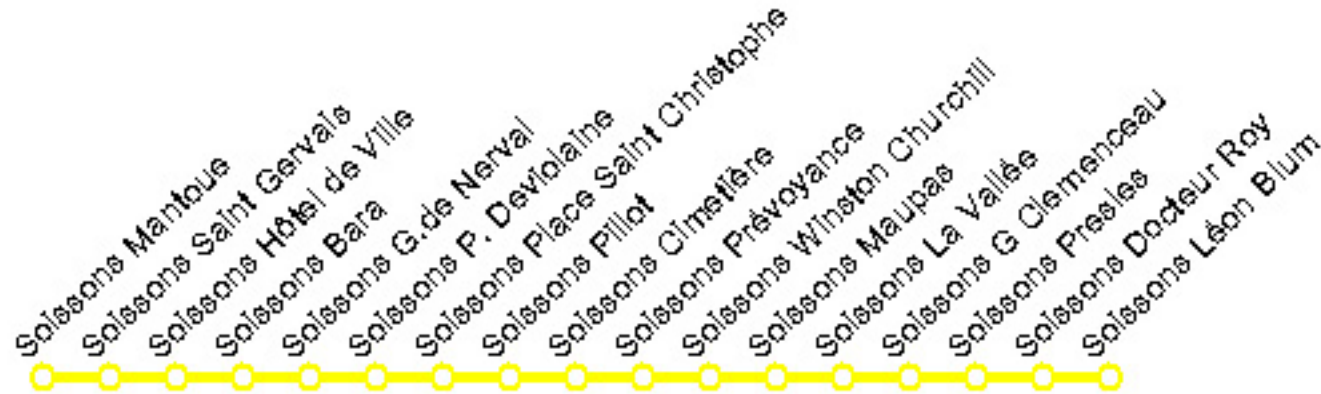 Soissons Mantoue
Soissons Saint Gervais
Soissons Hôtel de Ville
Soissons Bara
Soissons G.de Nerval
Soissons P. Deviolaine
Soissons Place Saint Christophe
Soissons Pillot
Soissons Cimetière
Soissons Prévoyance
Soissons Winston Churchill
Soissons Maupas
Soissons La Vallée
Soissons G Clemenceau
Soissons Presles
Soissons Docteur Roy
Soissons Léon Blum